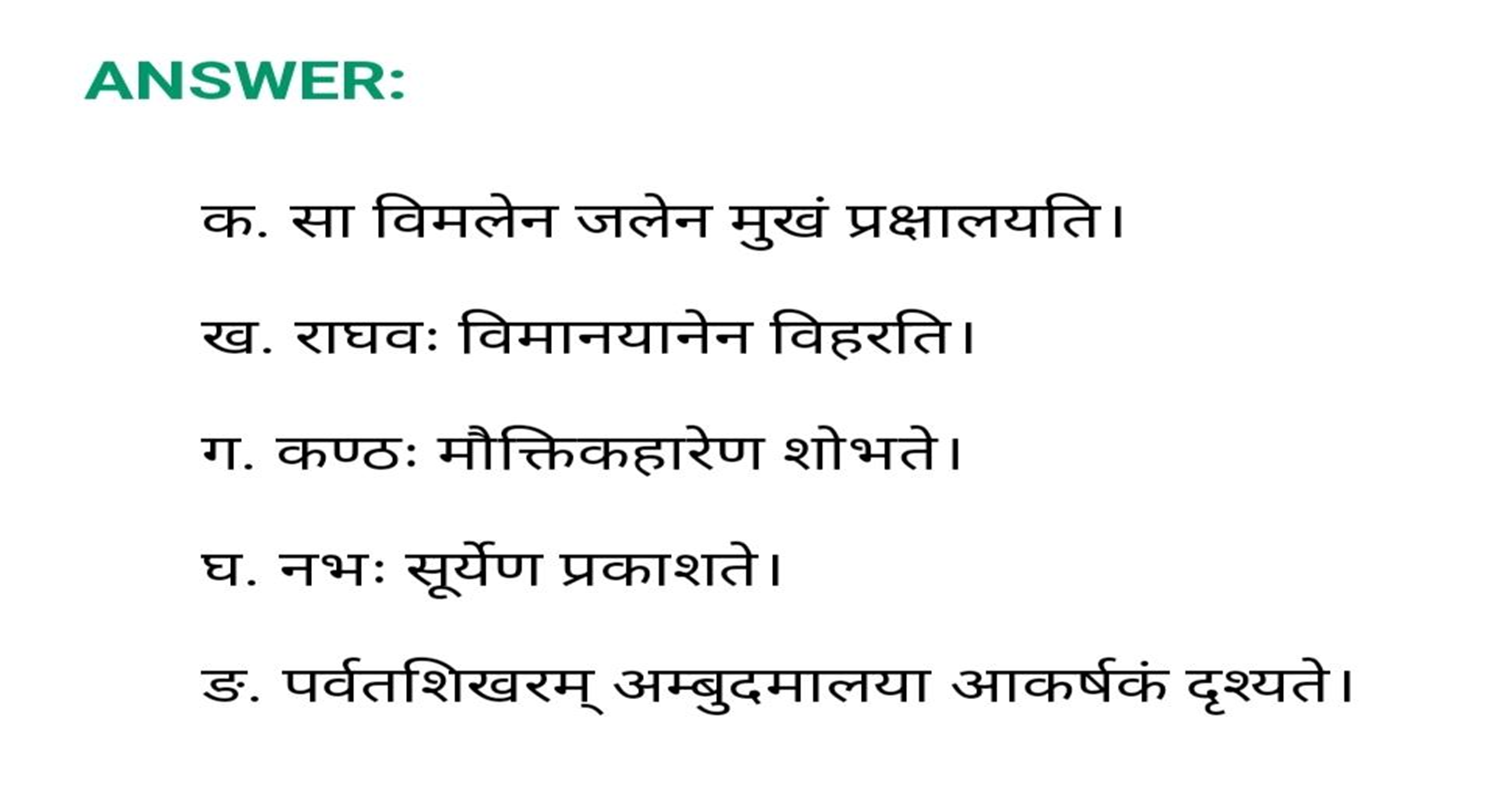 ANSWER:
क. सा विमलेन जलेन मुखं प्रक्षालयति।
ख. राघवः विमानयानेन विहरति।
ग. कण्ठः मौक्तिकहारेण शोभते।
घ. नभः सूर्येण प्रकाशते।
ङ. पर्वतशिखरम् अम्बुदमालया आकर्षकं दृश्यते।